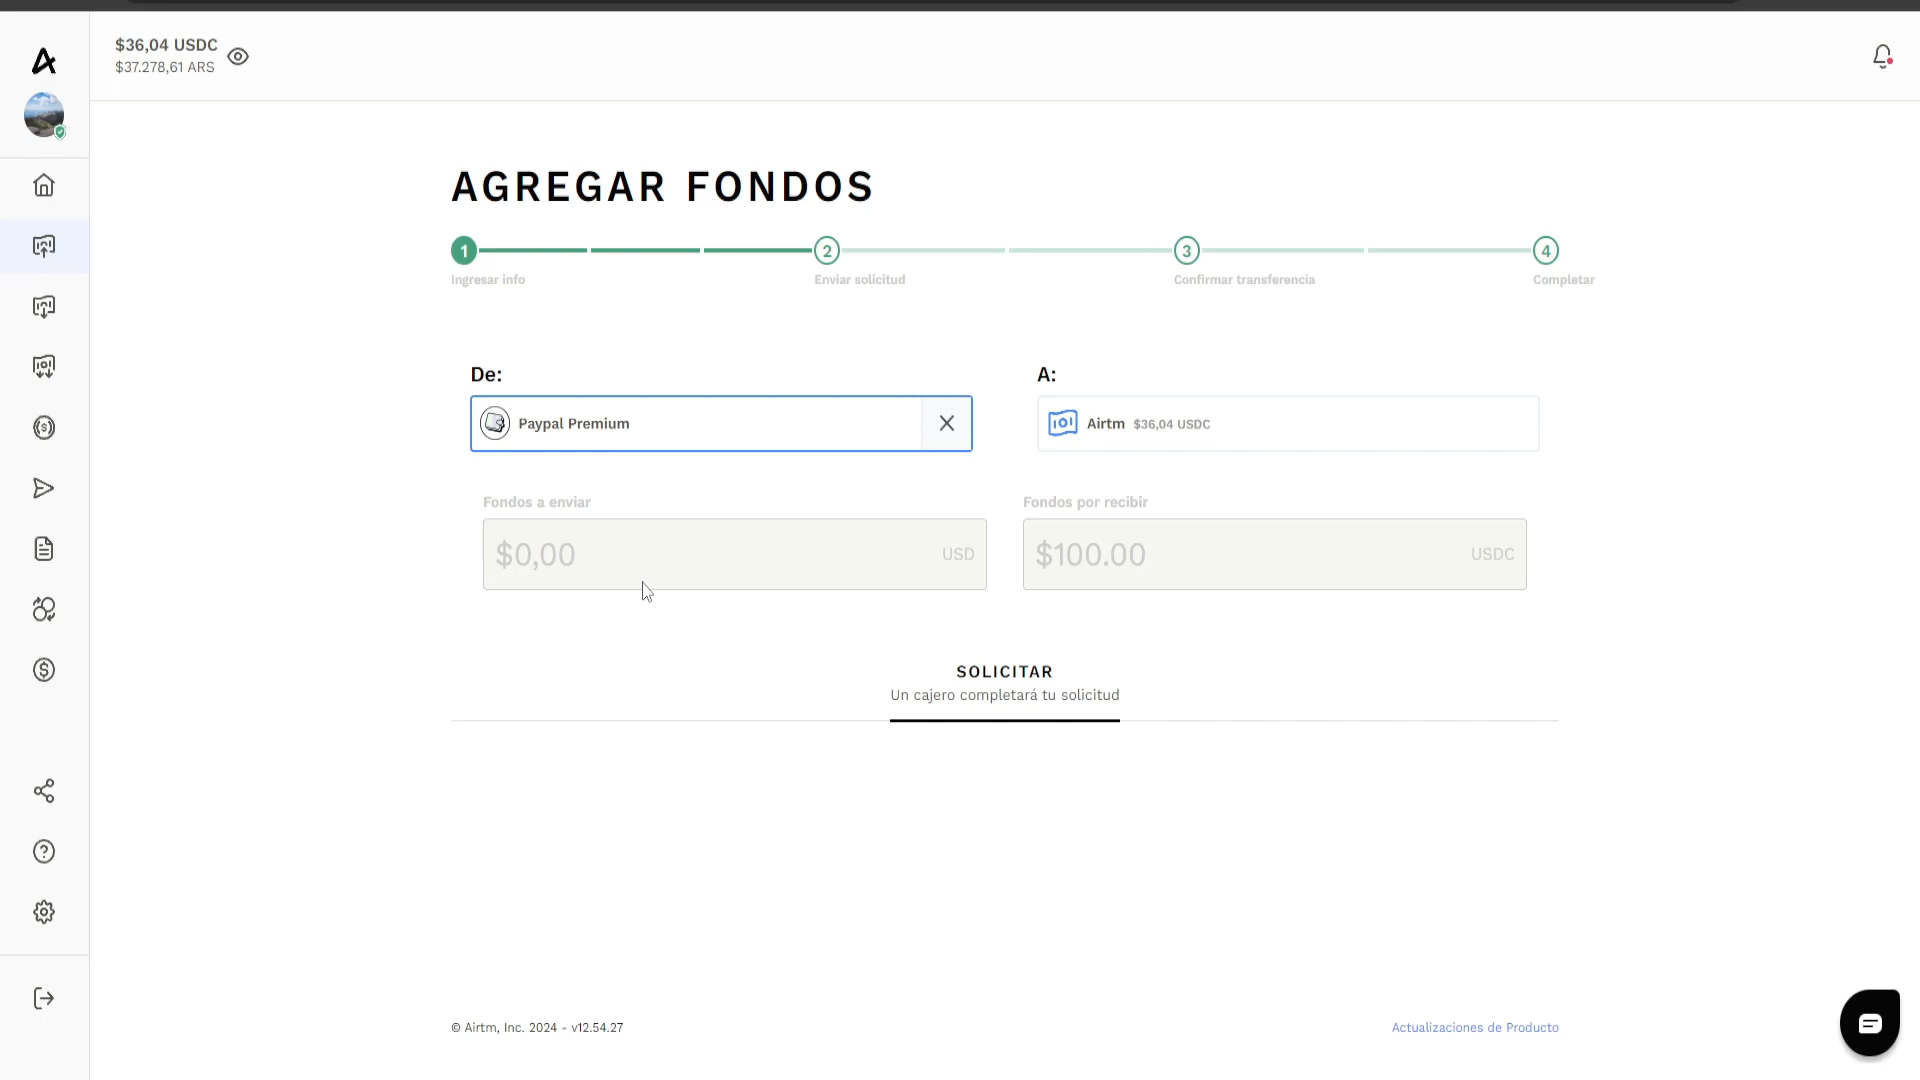 $36,04 USDC
$37.278,61 ARS
AGREGAR FONDOS
1
2
3
4
Ingresar info
Enviar solicitud
Confirmar transferencia
Completar
De:
A:
Paypal Premium
Airtm $36,04 USDC
Fondos a enviar
Fondos por recibir
$0,00 USD
$100.00 USDC
SOLICITAR
Un cajero completará tu solicitud
© Airtm, Inc. 2024 - v12.54.27
Actualizaciones de Producto